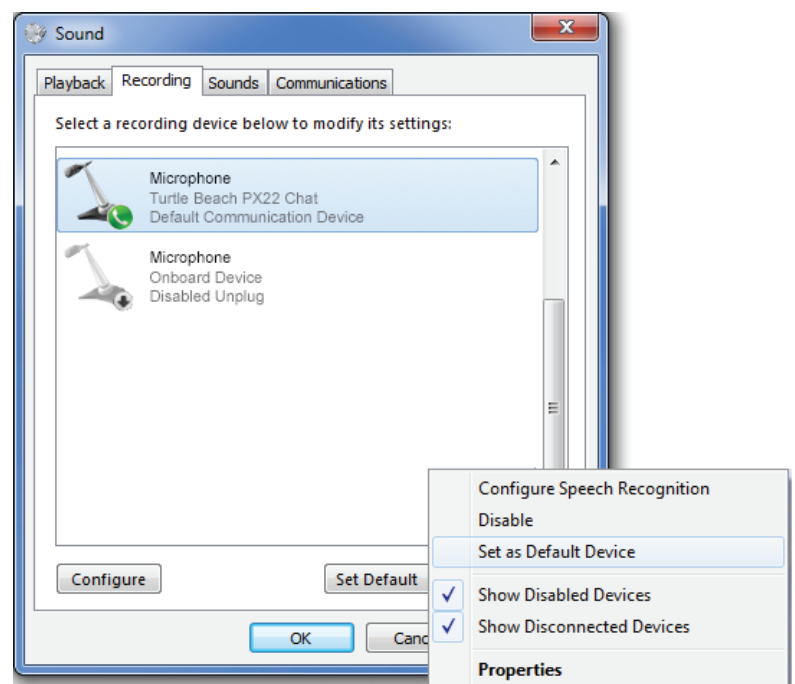 Sound
Playback Recording Sounds Communications
Select a recording device below to modify its settings:
Microphone
Turtle Beach PX22 Chat
Default Communication Device
Microphone
Onboard Device
Disabled Unplug
Configure Speech Recognition
Disable
Set as Default Device
Configure Set Default
Show Disabled Devices
Show Disconnected Devices
OK
Properties